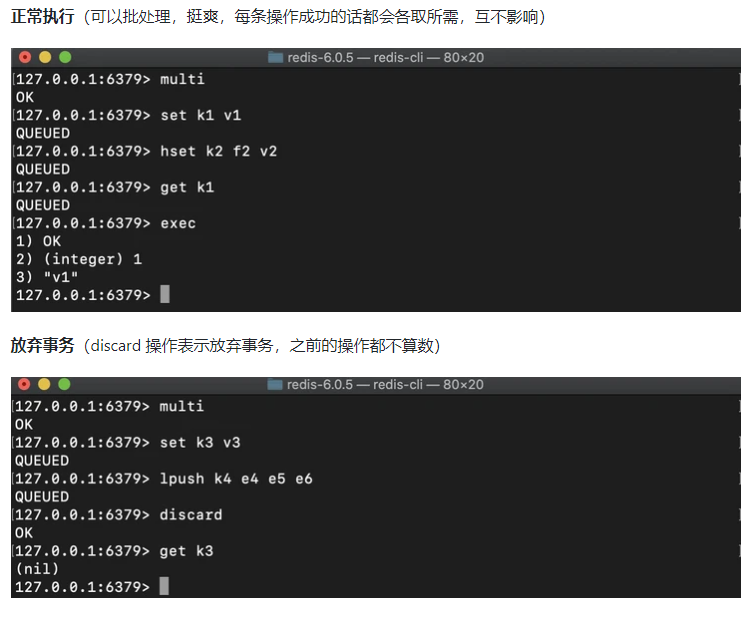 正常执行（可以批处理，挺爽，每条操作成功的话都会各取所需，互不影响）
redis-6.0.5 — redis-cli — 80×20
[127.0.0.1:6379> multi ]
OK
[127.0.0.1:6379> set k1 v1 ]
QUEUED
[127.0.0.1:6379> hset k2 f2 v2 ]
QUEUED
[127.0.0.1:6379> get k1 ]
QUEUED
[127.0.0.1:6379> exec ]
1) OK
2) (integer) 1
3) "v1"
127.0.0.1:6379>
放弃事务（discard 操作表示放弃事务，之前的操作都不算数）
redis-6.0.5 — redis-cli — 80×20
[127.0.0.1:6379> multi ]
OK
[127.0.0.1:6379> set k3 v3 ]
QUEUED
[127.0.0.1:6379> lpush k4 e4 e5 e6 ]
QUEUED
[127.0.0.1:6379> discard ]
OK
[127.0.0.1:6379> get k3 ]
(nil)
127.0.0.1:6379>